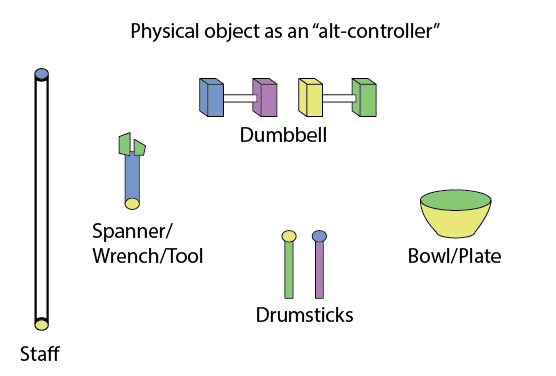 Physical object as an “alt-controller”
Dumbbell
Spanner/
Wrench/Tool
Bowl/Plate
Drumsticks
Staff